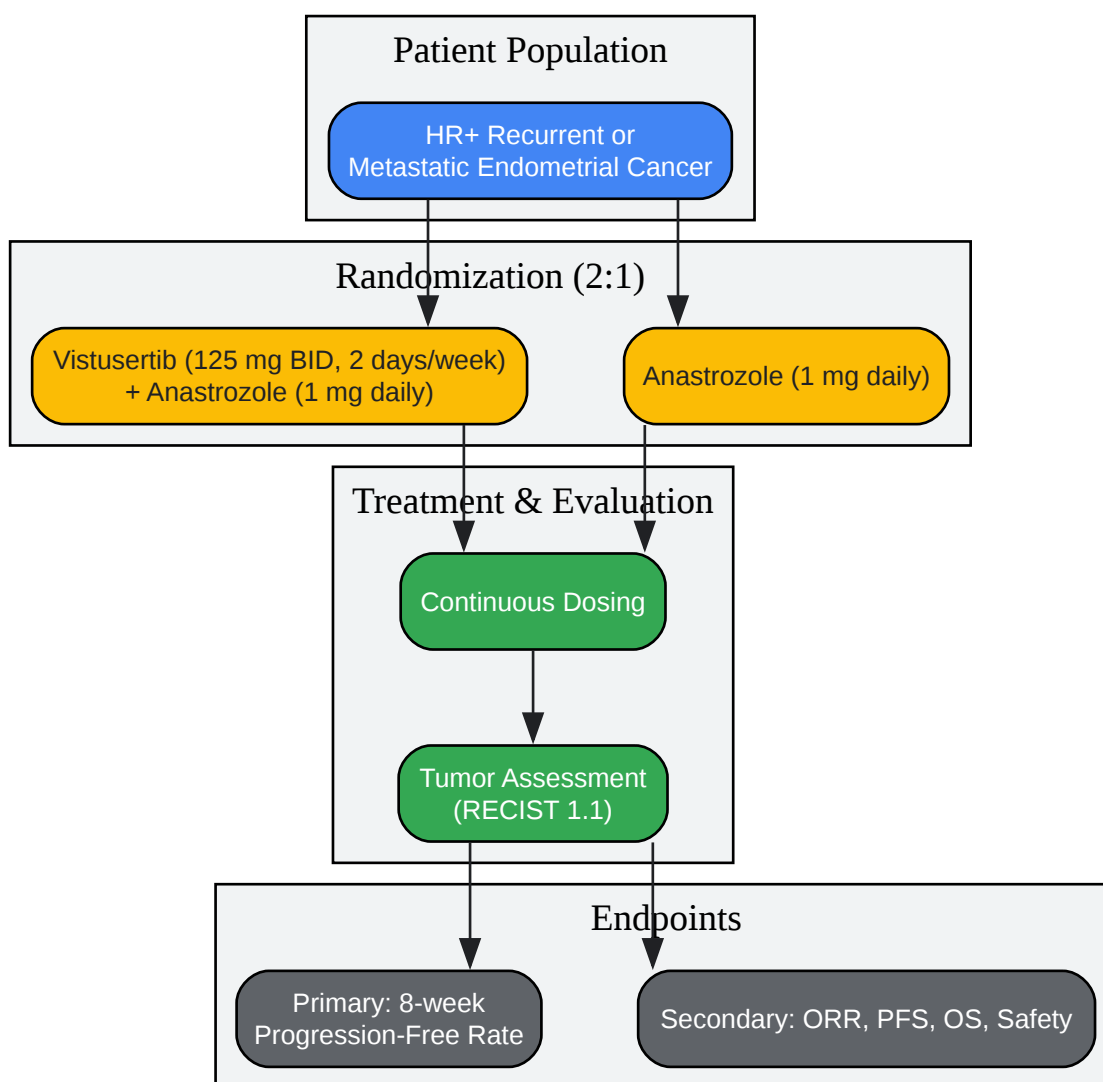 Patient Population
HR+ Recurrent or
Metastatic Endometrial Cancer
Randomization (2:1)
Vistusertib (125 mg BID, 2 days/week)
+ Anastrozole (1 mg daily)
Anastrozole (1 mg daily)
Treatment & Evaluation
Continuous Dosing
Tumor Assessment
(RECIST 1.1)
Endpoints
Primary: 8-week
Progression-Free Rate
Secondary: ORR, PFS, OS, Safety